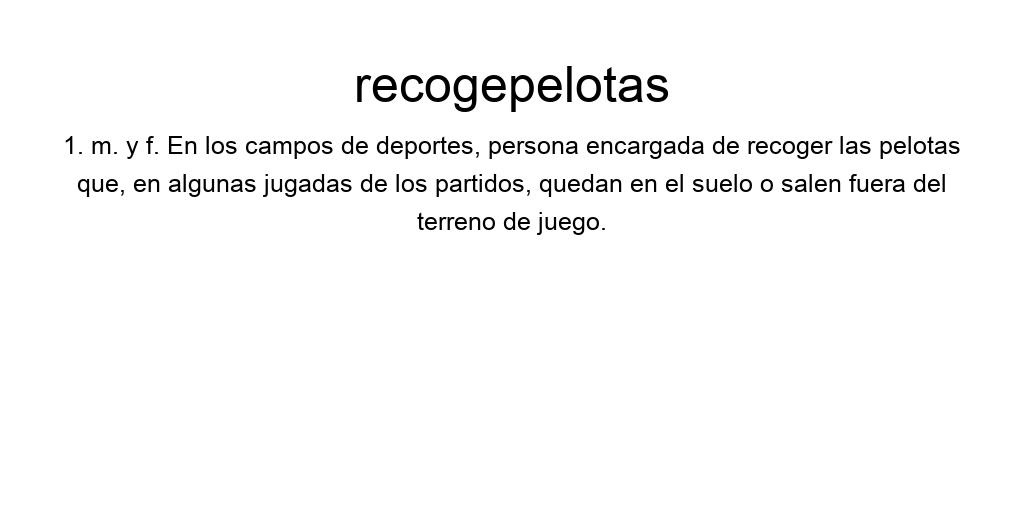 recogepelotas
1. m. y f. En los campos de deportes, persona encargada de recoger las pelotas
que, en algunas jugadas de los partidos, quedan en el suelo o salen fuera del
terreno de juego.